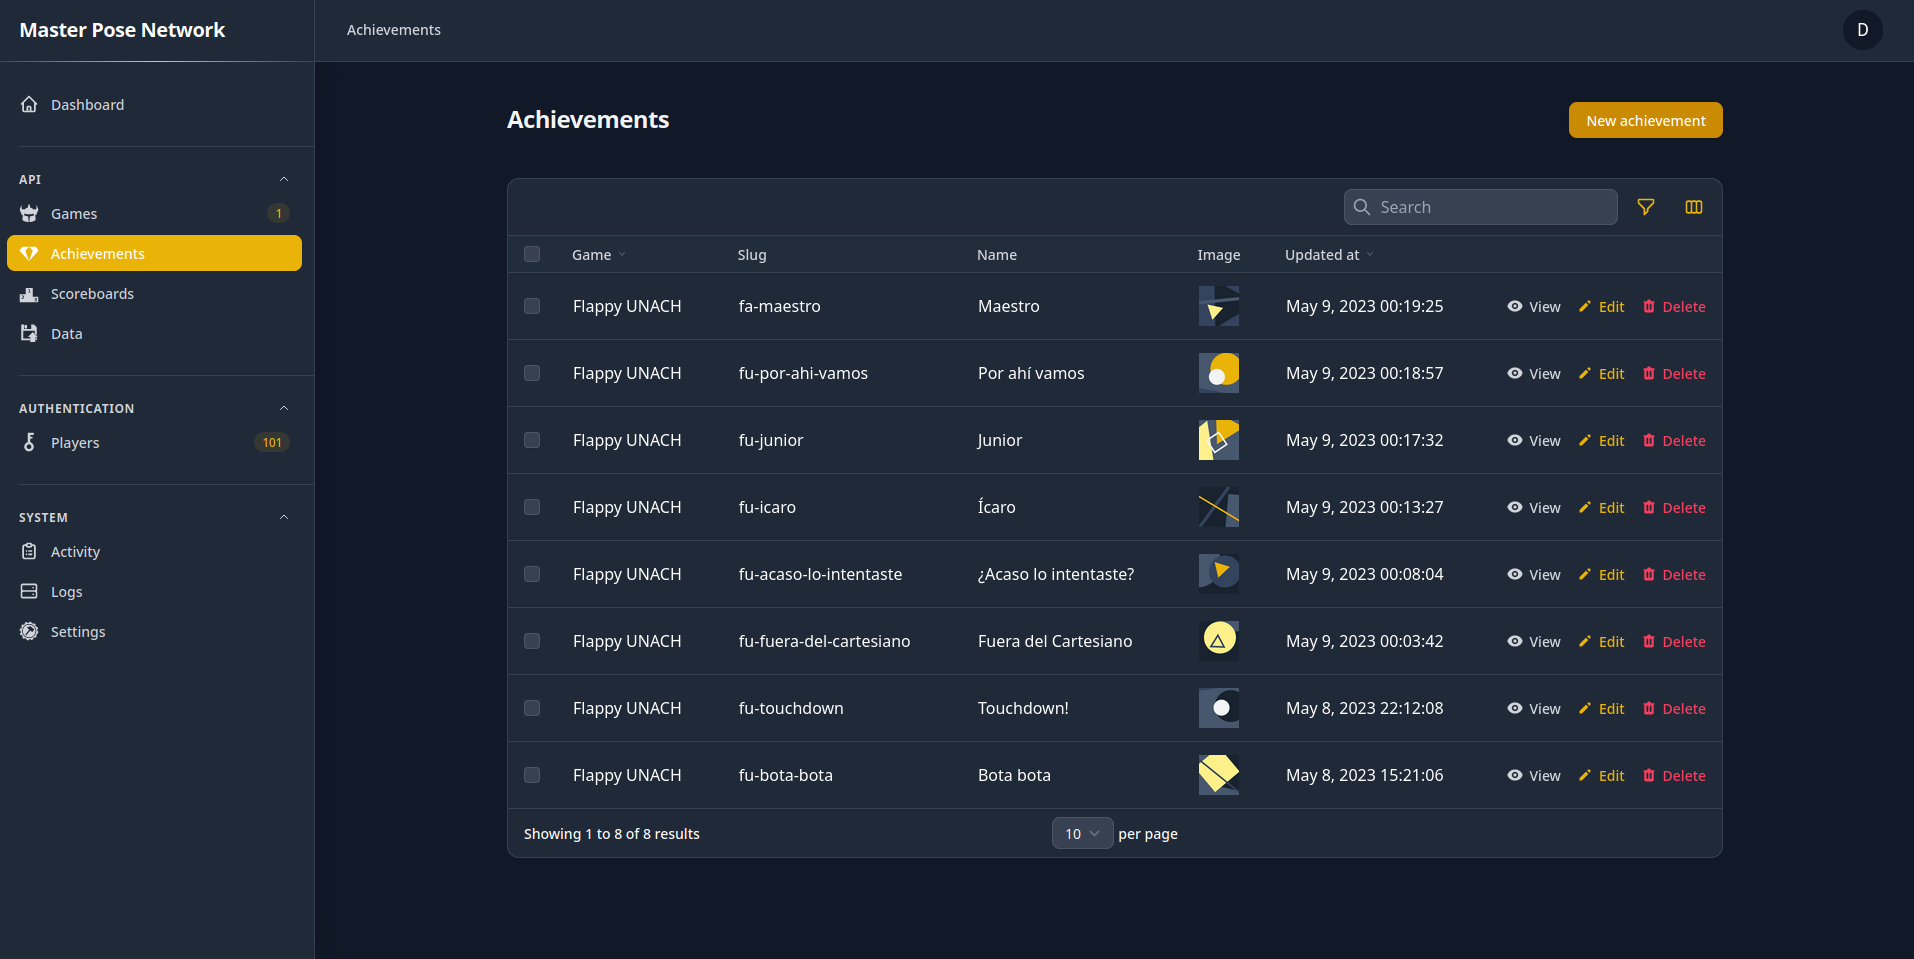 Master Pose Network
Achievements
D
Dashboard
API
Games 1
Achievements
Scoreboards
Data
AUTHENTICATION
Players 101
SYSTEM
Activity
Logs
Settings
Achievements
New achievement
Search
Game Slug Name Image Updated at
Flappy UNACH fa-maestro Maestro May 9, 2023 00:19:25 View Edit Delete
Flappy UNACH fu-por-ahi-vamos Por ahí vamos May 9, 2023 00:18:57 View Edit Delete
Flappy UNACH fu-junior Junior May 9, 2023 00:17:32 View Edit Delete
Flappy UNACH fu-icaro Ícaro May 9, 2023 00:13:27 View Edit Delete
Flappy UNACH fu-acaso-lo-intentaste ¿Acaso lo intentaste? May 9, 2023 00:08:04 View Edit Delete
Flappy UNACH fu-fuera-del-cartesiano Fuera del Cartesiano May 9, 2023 00:03:42 View Edit Delete
Flappy UNACH fu-touchdown Touchdown! May 8, 2023 22:12:08 View Edit Delete
Flappy UNACH fu-bota-bota Bota bota May 8, 2023 15:21:06 View Edit Delete
Showing 1 to 8 of 8 results 10 per page